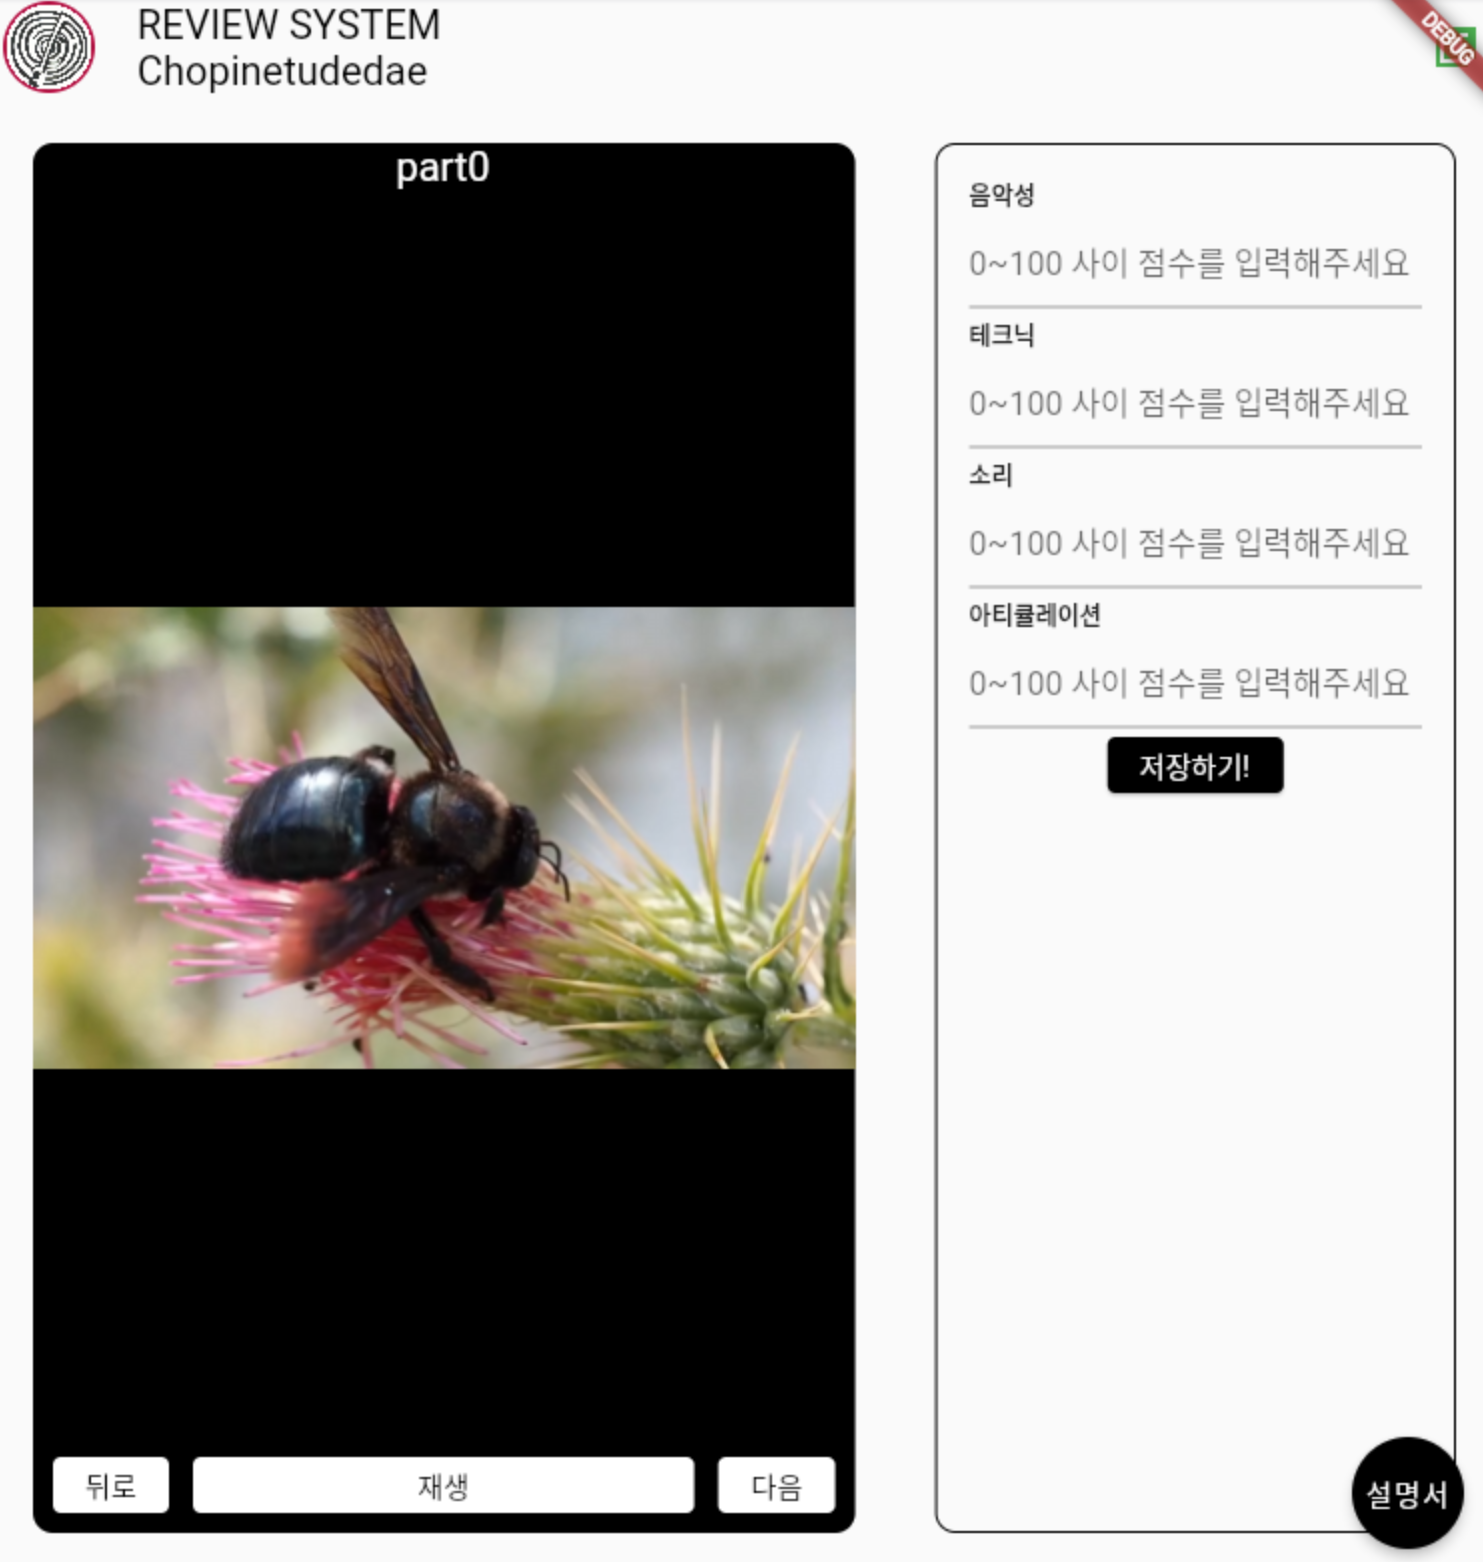 REVIEW SYSTEM
Chopinetudedae
DEBUG
part0
뒤로
재생
다음
음악성
0~100 사이 점수를 입력해주세요
테크닉
0~100 사이 점수를 입력해주세요
소리
0~100 사이 점수를 입력해주세요
아티큘레이션
0~100 사이 점수를 입력해주세요
저장하기!
설명서